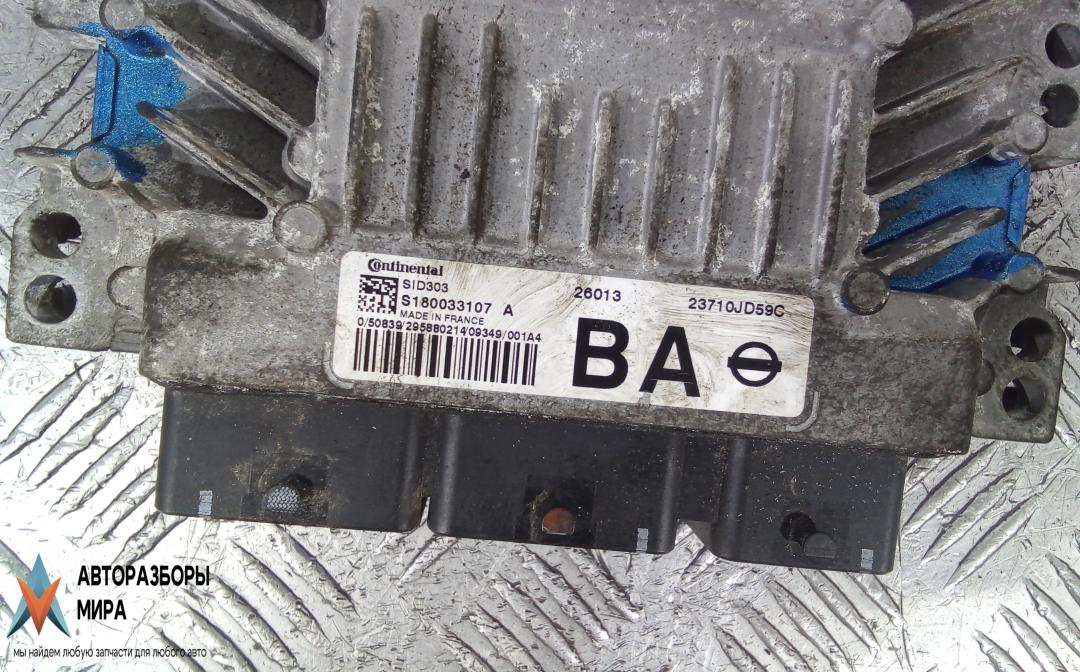 Continental
SID303
S180033107 A
MADE IN FRANCE
0/50839/295880214/09349/001A4
26013
23710JD59C
BA
АВТОРАЗБОРЫ
МИРА
мы найдем любую запчасти для любого авто